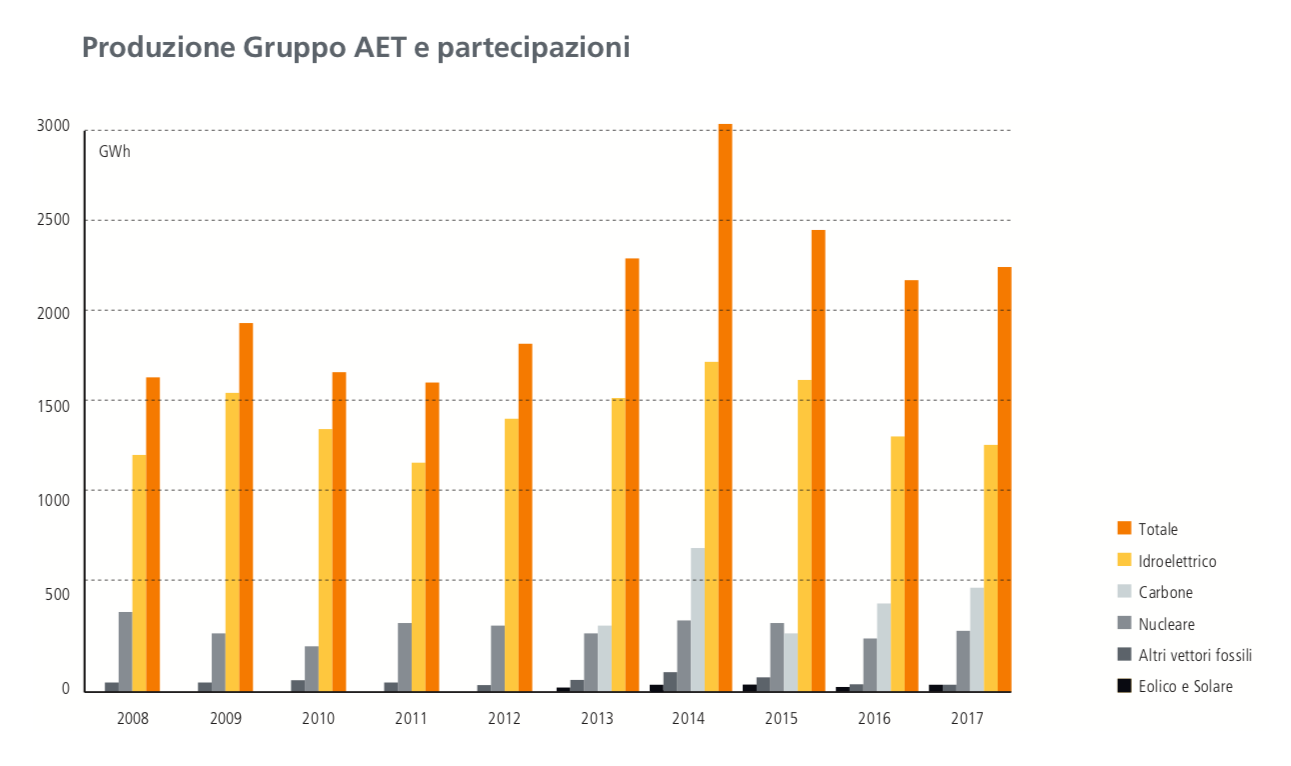 Produzione Gruppo AET e partecipazioni
3000
GWh
2500
2000
1500
1000
500
0
2008 2009 2010 2011 2012 2013 2014 2015 2016 2017
Totale
Idroelettrico
Carbone
Nucleare
Altri vettori fossili
Eolico e Solare